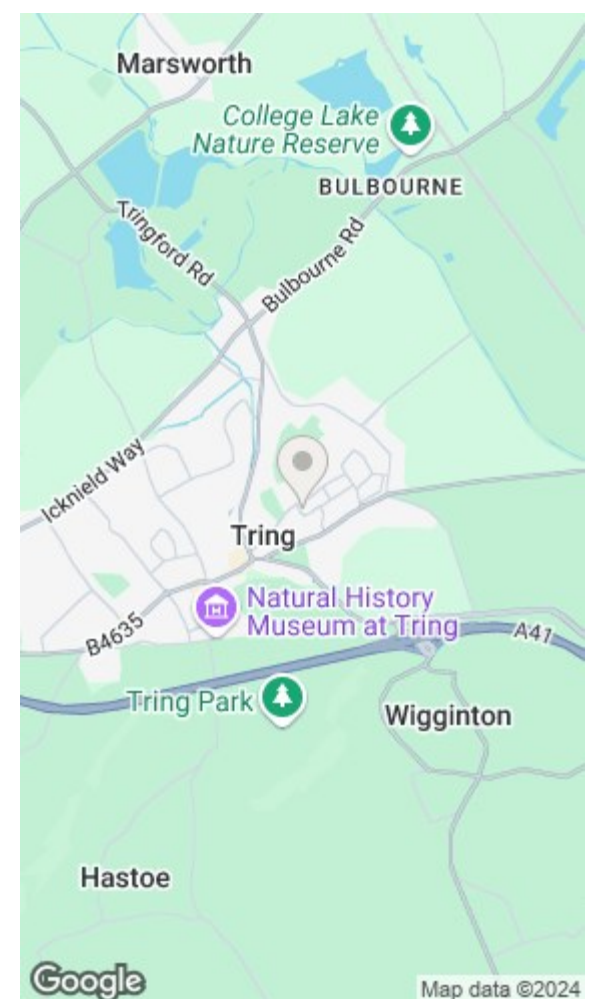 Marsworth
College Lake
Nature Reserve
BULBOURNE
Tringford Rd
Bulbourne Rd
Icknield Way
Tring
Natural History
Museum at Tring
B4635
A41
Tring Park
Wigginton
Hastoe
Google
Map data ©2024